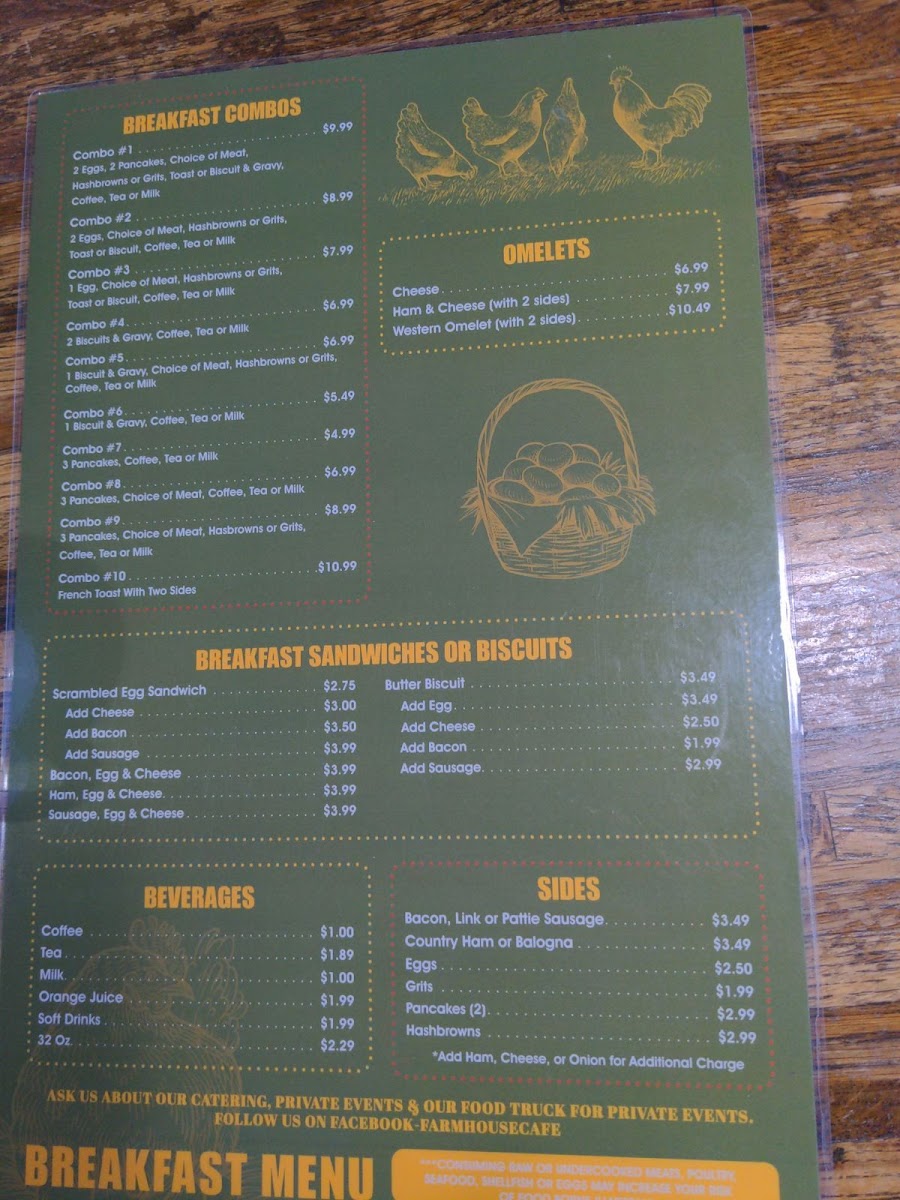 BREAKFAST COMBOS
Combo #1 . . . . . . . . . . . . . . . . . . . . . . . . $9.99
2 Eggs, 2 Pancakes, Choice of Meat,
Hashbrowns or Grits, Toast or Biscuit & Gravy,
Coffee, Tea or Milk
Combo #2 . . . . . . . . . . . . . . . . . . . . . . . . $8.99
2 Eggs, Choice of Meat, Hashbrowns or Grits,
Toast or Biscuit, Coffee, Tea or Milk
Combo #3 . . . . . . . . . . . . . . . . . . . . . . . . $7.99
1 Egg, Choice of Meat, Hashbrowns or Grits,
Toast or Biscuit, Coffee, Tea or Milk
Combo #4 . . . . . . . . . . . . . . . . . . . . . . . . $6.99
2 Biscuits & Gravy, Coffee, Tea or Milk
Combo #5 . . . . . . . . . . . . . . . . . . . . . . . . $6.99
1 Biscuit & Gravy, Choice of Meat, Hashbrowns or Grits,
Coffee, Tea or Milk
Combo #6 . . . . . . . . . . . . . . . . . . . . . . . . $5.49
1 Biscuit & Gravy, Coffee, Tea or Milk
Combo #7 . . . . . . . . . . . . . . . . . . . . . . . . $4.99
3 Pancakes, Coffee, Tea or Milk
Combo #8 . . . . . . . . . . . . . . . . . . . . . . . . $6.99
3 Pancakes, Choice of Meat, Coffee, Tea or Milk
Combo #9 . . . . . . . . . . . . . . . . . . . . . . . . $8.99
3 Pancakes, Choice of Meat, Hasbrowns or Grits,
Coffee, Tea or Milk
Combo #10 . . . . . . . . . . . . . . . . . . . . . . . $10.99
French Toast With Two Sides
OMELETS
Cheese . . . . . . . . . . . . . . . . . . . . . . . . $6.99
Ham & Cheese (with 2 sides) . . . . . . . . . . . $7.99
Western Omelet (with 2 sides) . . . . . . . . . . $10.49
BREAKFAST SANDWICHES OR BISCUITS
Scrambled Egg Sandwich . . . . . . . . . . . . $2.75
Add Cheese . . . . . . . . . . . . . . . . . . . . $3.00
Add Bacon . . . . . . . . . . . . . . . . . . . . . $3.50
Add Sausage . . . . . . . . . . . . . . . . . . . $3.99
Bacon, Egg & Cheese . . . . . . . . . . . . . . $3.99
Ham, Egg & Cheese . . . . . . . . . . . . . . . $3.99
Sausage, Egg & Cheese . . . . . . . . . . . . . $3.99
Butter Biscuit . . . . . . . . . . . . . . . . . . . . $3.49
Add Egg . . . . . . . . . . . . . . . . . . . . . . . $3.49
Add Cheese . . . . . . . . . . . . . . . . . . . . $2.50
Add Bacon . . . . . . . . . . . . . . . . . . . . . $1.99
Add Sausage . . . . . . . . . . . . . . . . . . . $2.99
BEVERAGES
Coffee . . . . . . . . . . . . . . . . . . . . . . . . $1.00
Tea . . . . . . . . . . . . . . . . . . . . . . . . . . $1.89
Milk . . . . . . . . . . . . . . . . . . . . . . . . . . $1.00
Orange Juice . . . . . . . . . . . . . . . . . . . . $1.99
Soft Drinks . . . . . . . . . . . . . . . . . . . . . . $1.99
32 Oz. . . . . . . . . . . . . . . . . . . . . . . . . $2.29
SIDES
Bacon, Link or Pattie Sausage . . . . . . . . . . $3.49
Country Ham or Balogna . . . . . . . . . . . . . $3.49
Eggs . . . . . . . . . . . . . . . . . . . . . . . . . $2.50
Grits . . . . . . . . . . . . . . . . . . . . . . . . . . $1.99
Pancakes (2) . . . . . . . . . . . . . . . . . . . . $2.99
Hashbrowns . . . . . . . . . . . . . . . . . . . . . $2.99
*Add Ham, Cheese, or Onion for Additional Charge
ASK US ABOUT OUR CATERING, PRIVATE EVENTS & OUR FOOD TRUCK FOR PRIVATE EVENTS.
FOLLOW US ON FACEBOOK-FARMHOUSECAFE
BREAKFAST MENU
***CONSUMING RAW OR UNDERCOOKED MEATS, POULTRY,
SEAFOOD, SHELLFISH OR EGGS MAY INCREASE YOUR RISK
OF FOOD BORNE